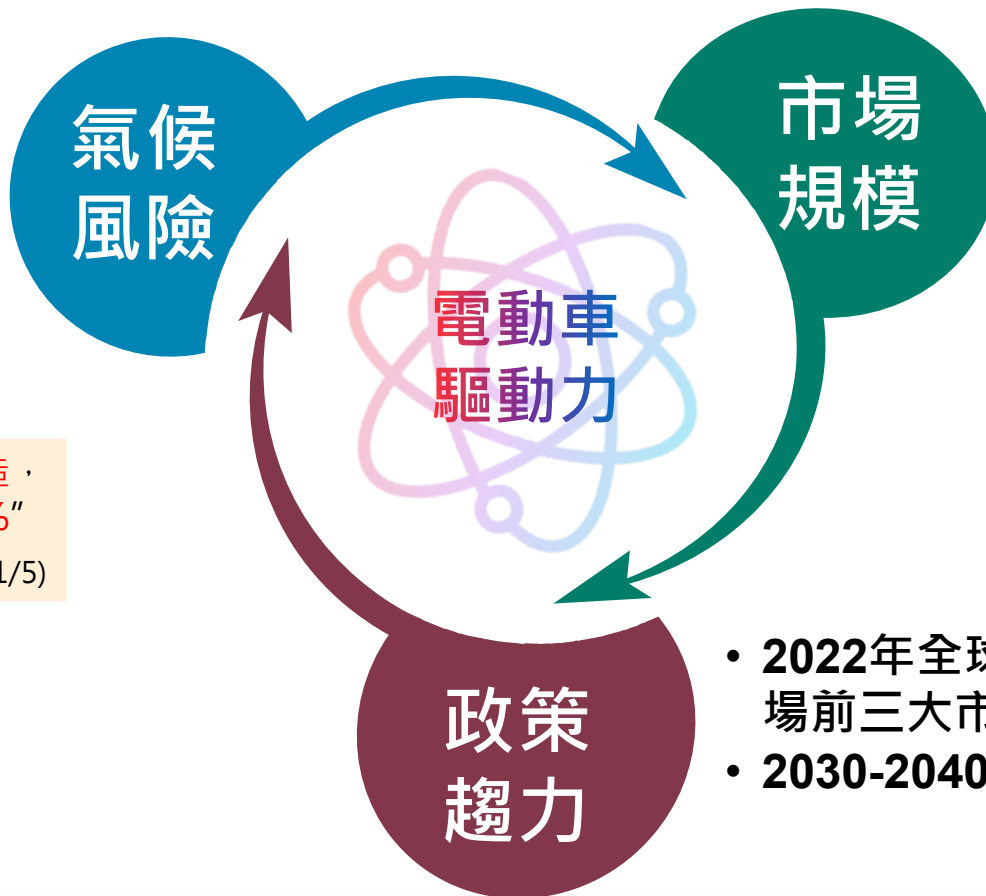 氣候
風險
市場
規模
電動車
驅動力
，
%”
1/5)
政策
趨力
• 2022年全球
場前三大市
• 2030-2040